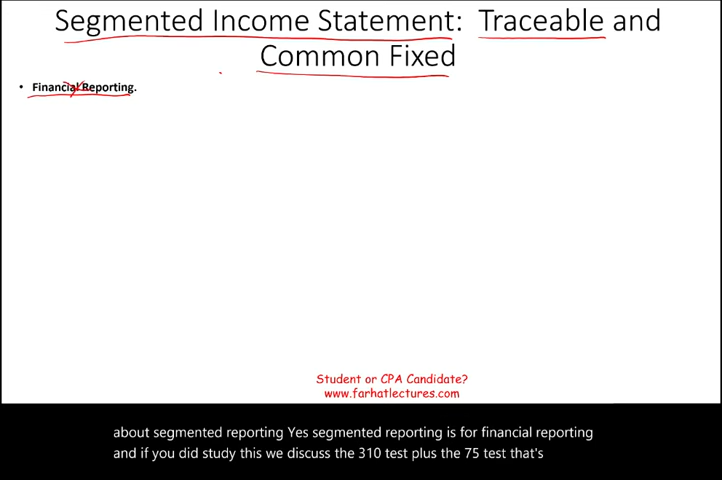 Segmented Income Statement: Traceable and
Common Fixed
• Financial Reporting.
Student or CPA Candidate?
www.farhatlectures.com
about segmented reporting Yes segmented reporting is for financial reporting
and if you did study this we discuss the 310 test plus the 75 test that's